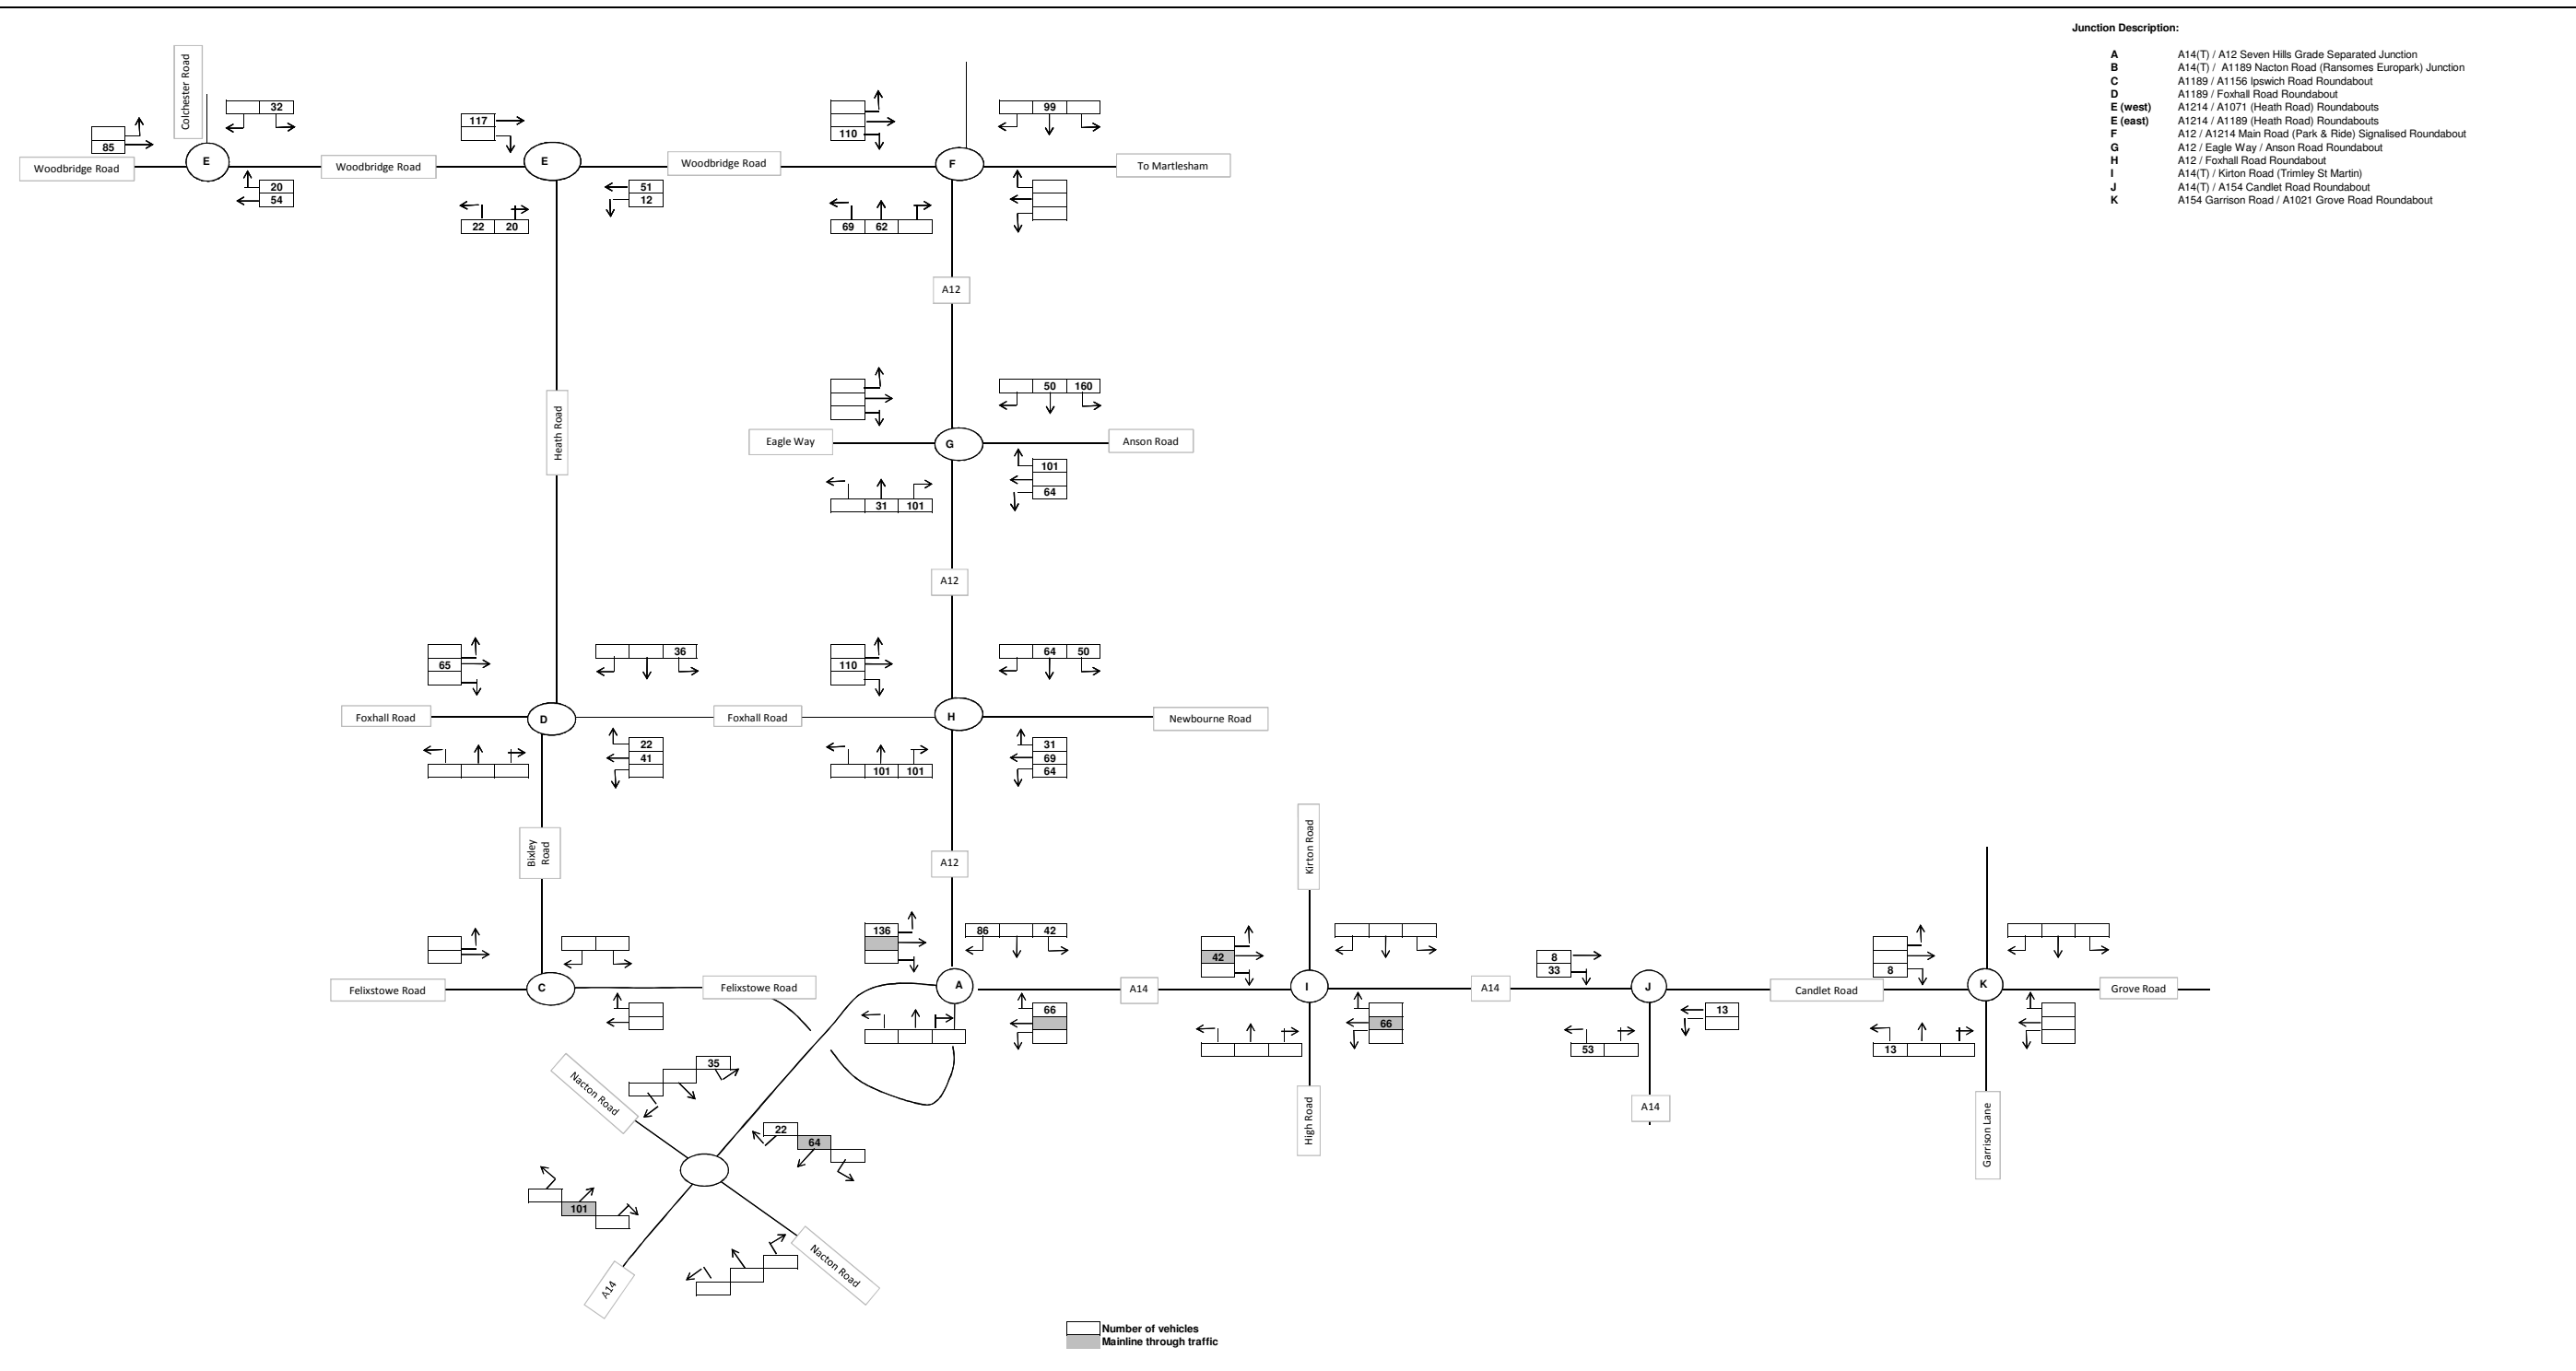 Junction Description:
A A14(T) / A12 Seven Hills Grade Separated Junction
B A14(T) / A1189 Nacton Road (Ransomes Europark) Junction
C A1189 / A1156 Ipswich Road Roundabout
D A1189 / Foxhall Road Roundabout
E (west) A1214 / A1071 (Heath Road) Roundabouts
E (east) A1214 / A1189 (Heath Road) Roundabouts
F A12 / A1214 Main Road (Park & Ride) Signalised Roundabout
G A12 / Eagle Way / Anson Road Roundabout
H A12 / Foxhall Road Roundabout
I A14(T) / Kirton Road (Trimley St Martin)
J A14(T) / A154 Candlet Road Roundabout
K A154 Garrison Road / A1021 Grove Road Roundabout
Colchester Road
32
117
99
85
110
Woodbridge Road
E
Woodbridge Road
E
Woodbridge Road
F
To Martlesham
20
54
51
12
22 20
69 62
A12
50 160
Heath Road
Eagle Way
G
Anson Road
101
64
31 101
A12
65
36
110
64 50
Foxhall Road
D
Foxhall Road
H
Newbourne Road
22
41
31
69
64
101 101
Bixley
Road
A12
Kirton Road
136
86 42
42
8
33
8
Felixstowe Road
C
Felixstowe Road
A
A14
I
A14
J
Candlet Road
K
Grove Road
66
66
13
53
13
35
Nacton Road
22
64
High Road
A14
Garrison Lane
101
Nacton Road
A14
Number of vehicles
Mainline through traffic